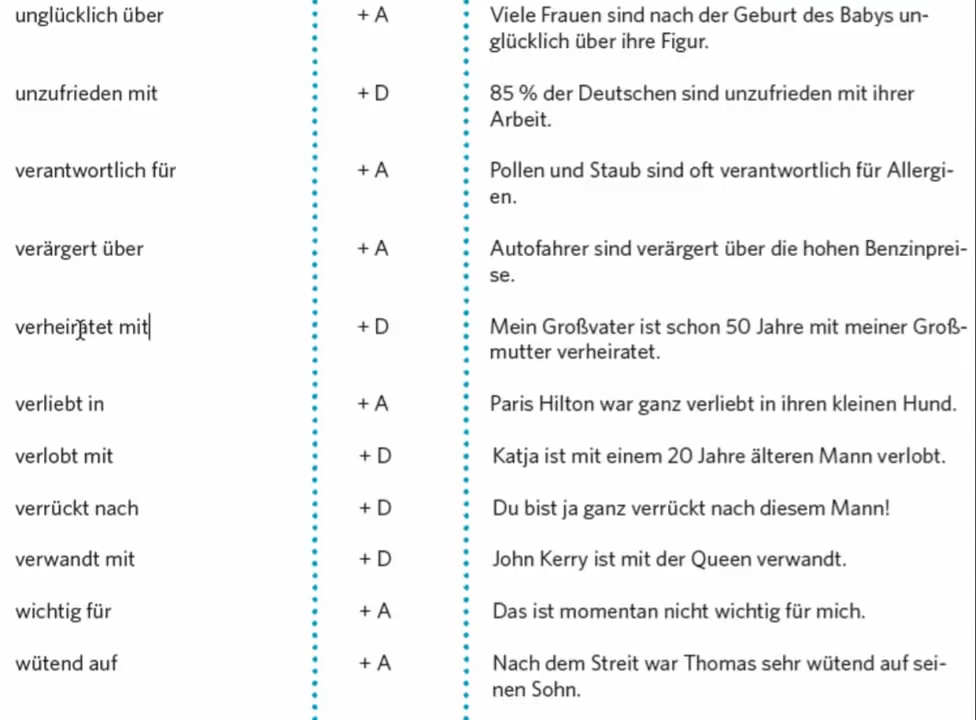 unglücklich über + A Viele Frauen sind nach der Geburt des Babys un-
glücklich über ihre Figur.
unzufrieden mit + D 85 % der Deutschen sind unzufrieden mit ihrer
Arbeit.
verantwortlich für + A Pollen und Staub sind oft verantwortlich für Allergi-
en.
verärgert über + A Autofahrer sind verärgert über die hohen Benzinprei-
se.
verheiratet mit + D Mein Großvater ist schon 50 Jahre mit meiner Groß-
mutter verheiratet.
verliebt in + A Paris Hilton war ganz verliebt in ihren kleinen Hund.
verlobt mit + D Katja ist mit einem 20 Jahre älteren Mann verlobt.
verrückt nach + D Du bist ja ganz verrückt nach diesem Mann!
verwandt mit + D John Kerry ist mit der Queen verwandt.
wichtig für + A Das ist momentan nicht wichtig für mich.
wütend auf + A Nach dem Streit war Thomas sehr wütend auf sei-
nen Sohn.